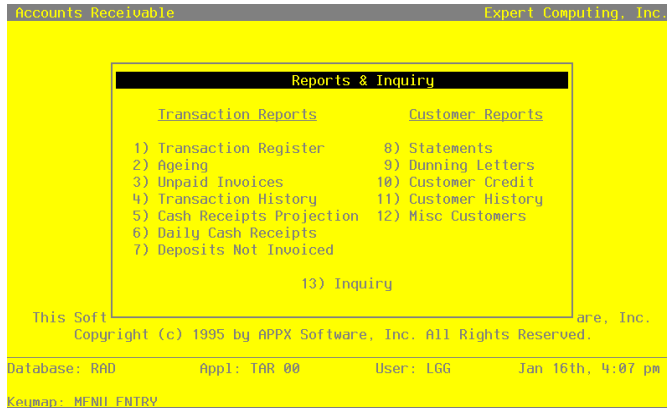 Accounts Receivable Expert Computing, Inc.
Reports & Inquiry
Transaction Reports Customer Reports
1) Transaction Register 8) Statements
2) Ageing 9) Dunning Letters
3) Unpaid Invoices 10) Customer Credit
4) Transaction History 11) Customer History
5) Cash Receipts Projection 12) Misc Customers
6) Daily Cash Receipts
7) Deposits Not Invoiced
13) Inquiry
This Soft are, Inc.
Copyright (c) 1995 by APPX Software, Inc. All Rights Reserved.
Database: RAD Appl: TAR 00 User: LGG Jan 16th, 4:07 pm
Keymap: MENU ENTRY